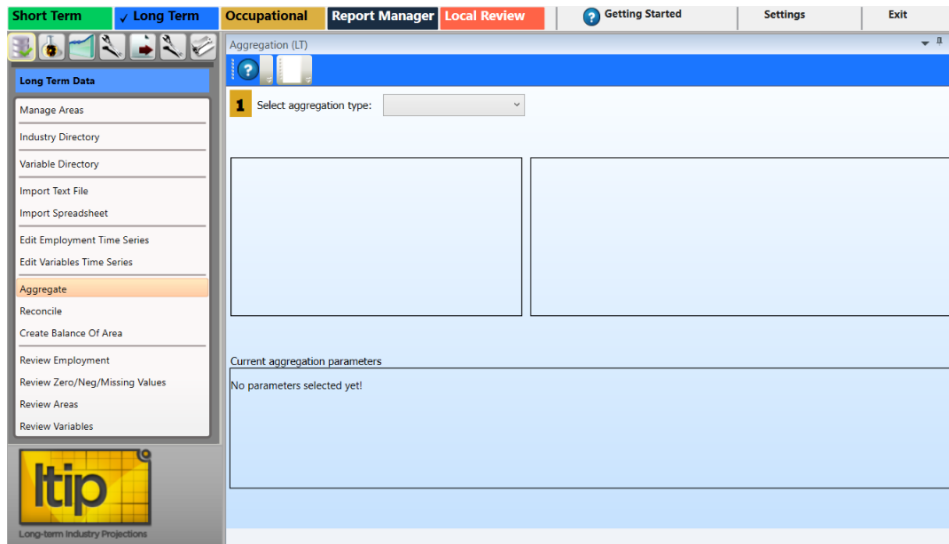 Short Term ✓ Long Term Occupational Report Manager Local Review ? Getting Started Settings Exit
Aggregation (LT)
?
Long Term Data
Manage Areas
Industry Directory
Variable Directory
Import Text File
Import Spreadsheet
Edit Employment Time Series
Edit Variables Time Series
Aggregate
Reconcile
Create Balance Of Area
Review Employment
Review Zero/Neg/Missing Values
Review Areas
Review Variables
ltip
Long-term Industry Projections
1 Select aggregation type:
Current aggregation parameters
No parameters selected yet!